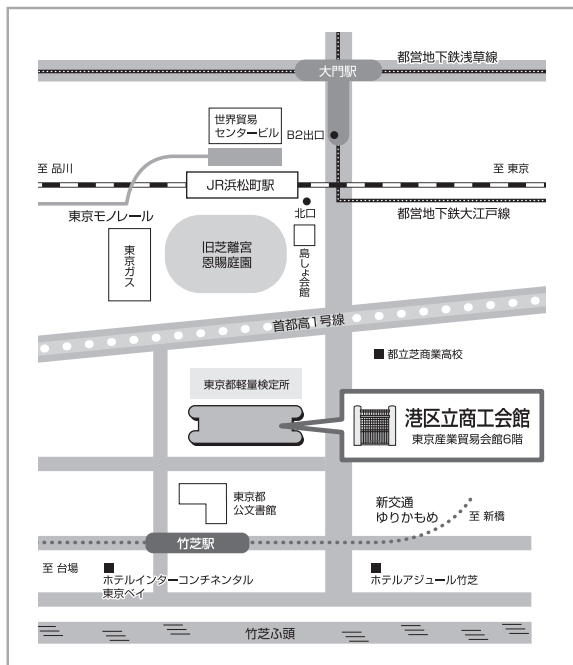 都営地下鉄浅草線
大門駅
世界貿易
センタービル
B2出口
至 品川
至 東京
JR浜松町駅
東京モノレール
北口
都営地下鉄大江戸線
東京ガス
旧芝離宮
恩賜庭園
島しょ会館
首都高1号線
都立芝商業高校
東京都軽量検定所
港区立商工会館
東京産業貿易会館6階
東京都
公文書館
新交通
ゆりかもめ
至 新橋
竹芝駅
至 台場
ホテルインターコンチネンタル
東京ベイ
ホテルアジュール竹芝
竹芝ふ頭